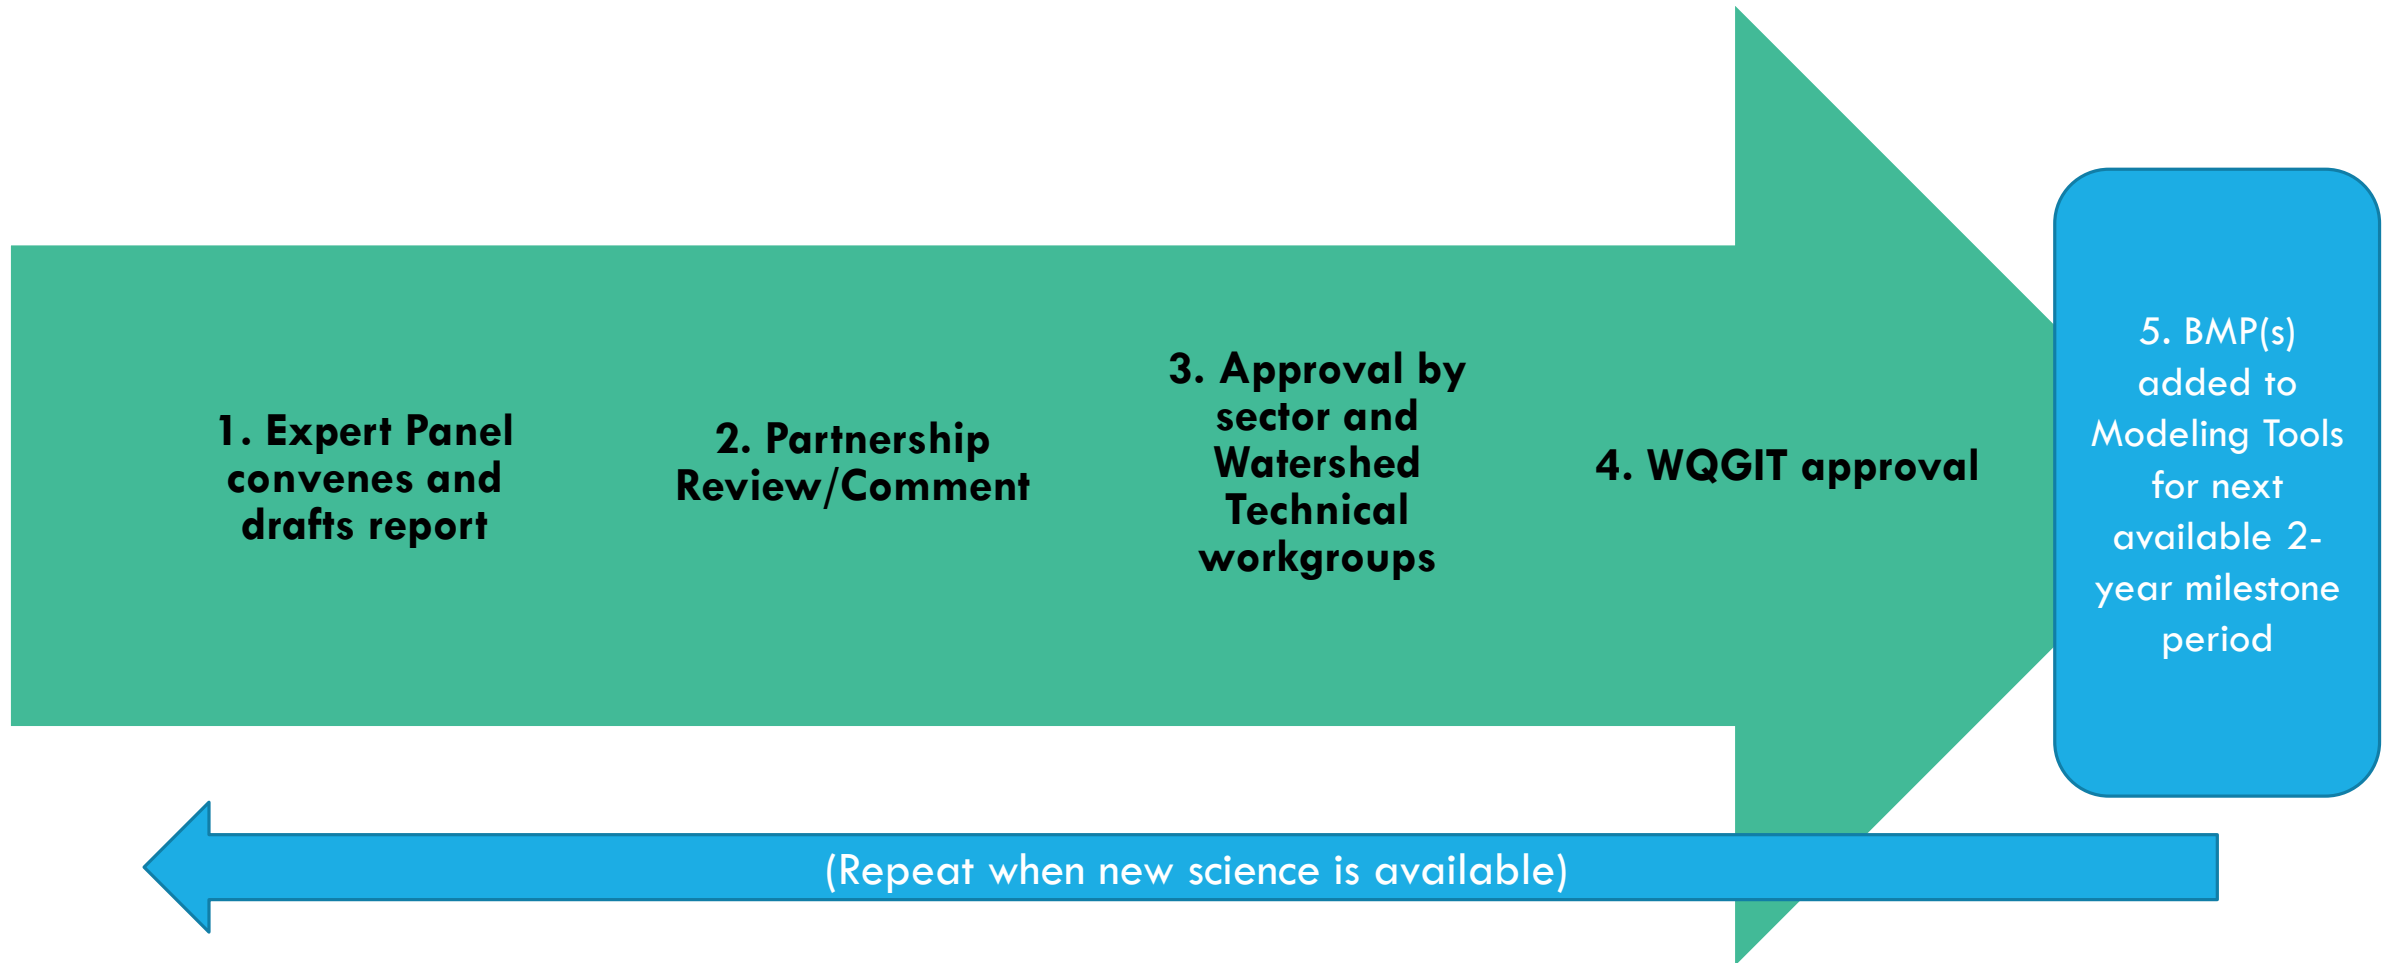 1. Expert Panel
convenes and
drafts report
2. Partnership
Review/Comment
3. Approval by
sector and
Watershed
Technical
workgroups
4. WQGIT approval
5. BMP(s)
added to
Modeling Tools
for next
available 2-
year milestone
period
(Repeat when new science is available)